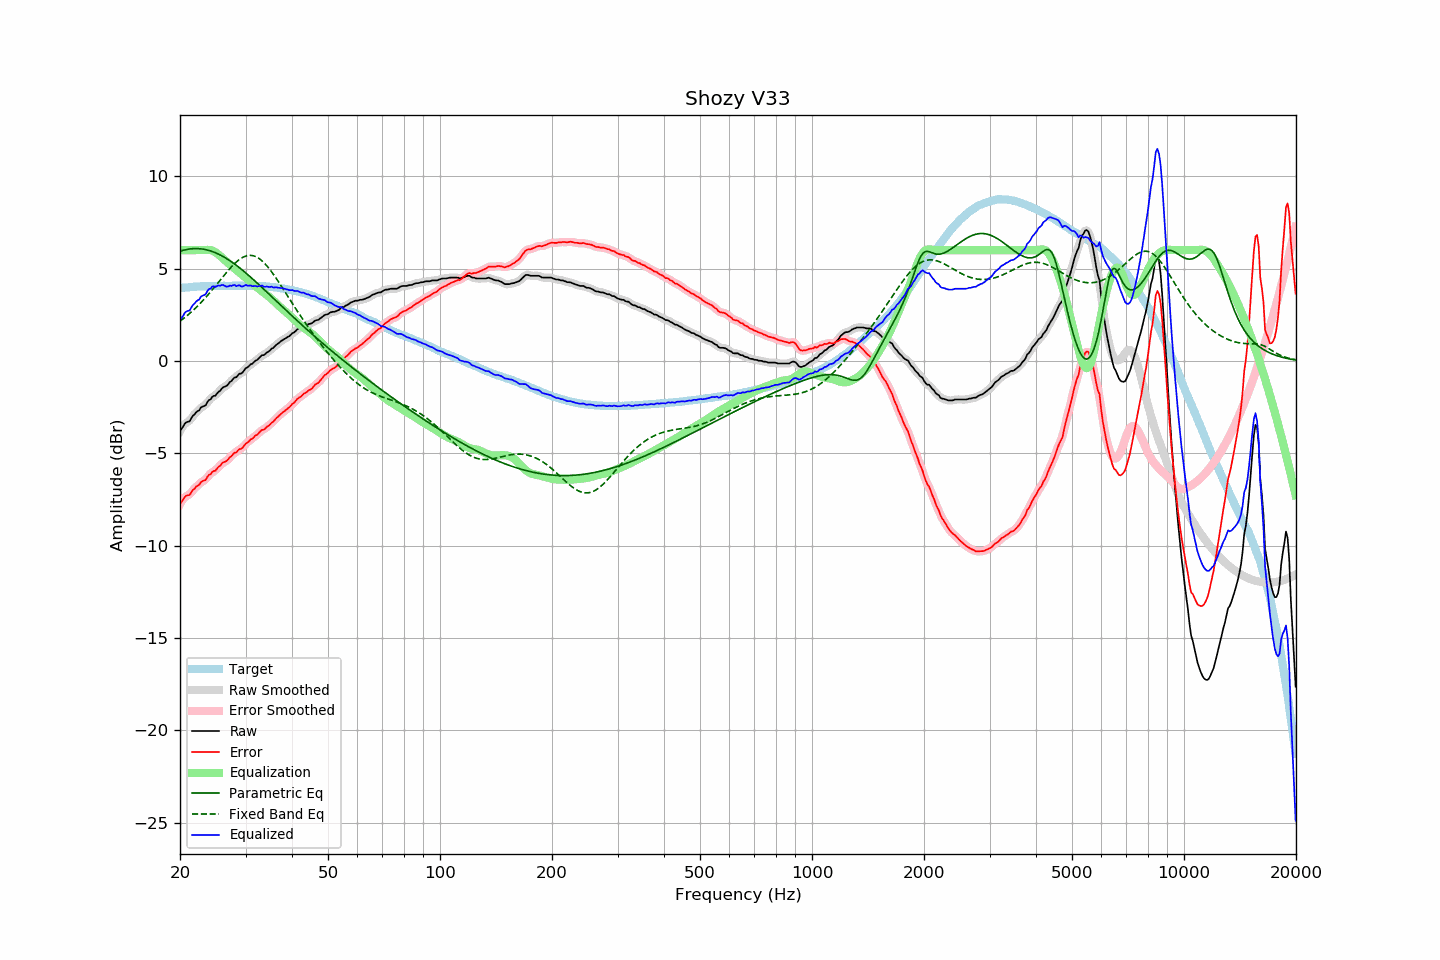 Shozy V33
Amplitude (dBr)
10
5
0
−5
−10
−15
−20
−25
Target
Raw Smoothed
Error Smoothed
Raw
Error
Equalization
Parametric Eq
Fixed Band Eq
Equalized
20 50 100 200 500 1000 2000 5000 10000 20000
Frequency (Hz)